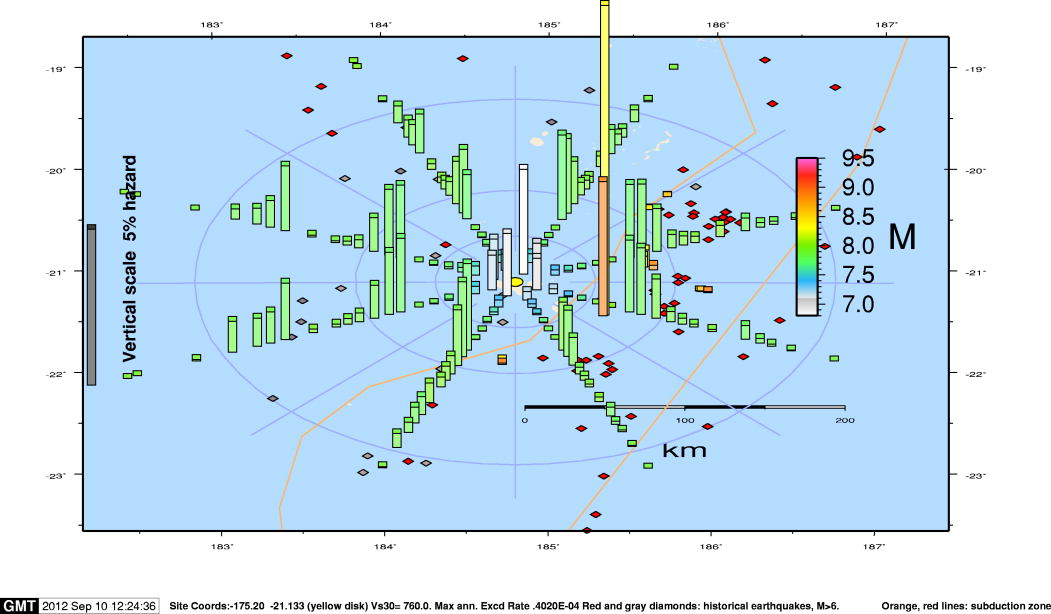 183° 184° 185° 186° 187°
-19° -19°
-20° -20°
-21° -21°
-22° -22°
-23° -23°
Vertical scale 5% hazard
9.5
9.0
8.5
8.0
7.5
7.0
M
0 100 200
km
183° 184° 185° 186° 187°
GMT 2012 Sep 10 12:24:36 Site Coords:-175.20 -21.133 (yellow disk) Vs30= 760.0. Max ann. Excd Rate .4020E-04 Red and gray diamonds: historical earthquakes, M>6. Orange, red lines: subduction zone